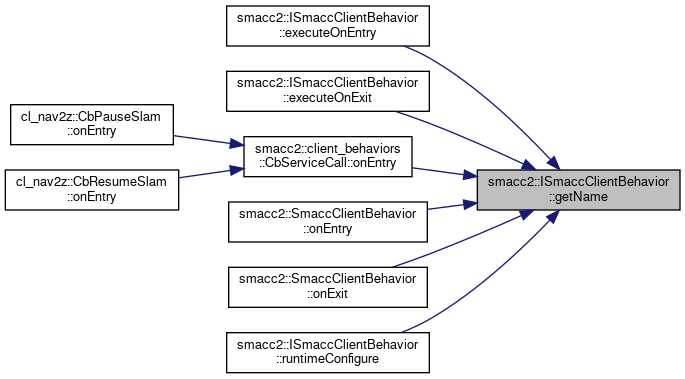 smacc2::ISmaccClientBehavior
::executeOnEntry
smacc2::ISmaccClientBehavior
::executeOnExit
cl_nav2z::CbPauseSlam
::onEntry
smacc2::client_behaviors
::CbServiceCall::onEntry
cl_nav2z::CbResumeSlam
::onEntry
smacc2::ISmaccClientBehavior
::getName
smacc2::SmaccClientBehavior
::onEntry
smacc2::SmaccClientBehavior
::onExit
smacc2::ISmaccClientBehavior
::runtimeConfigure